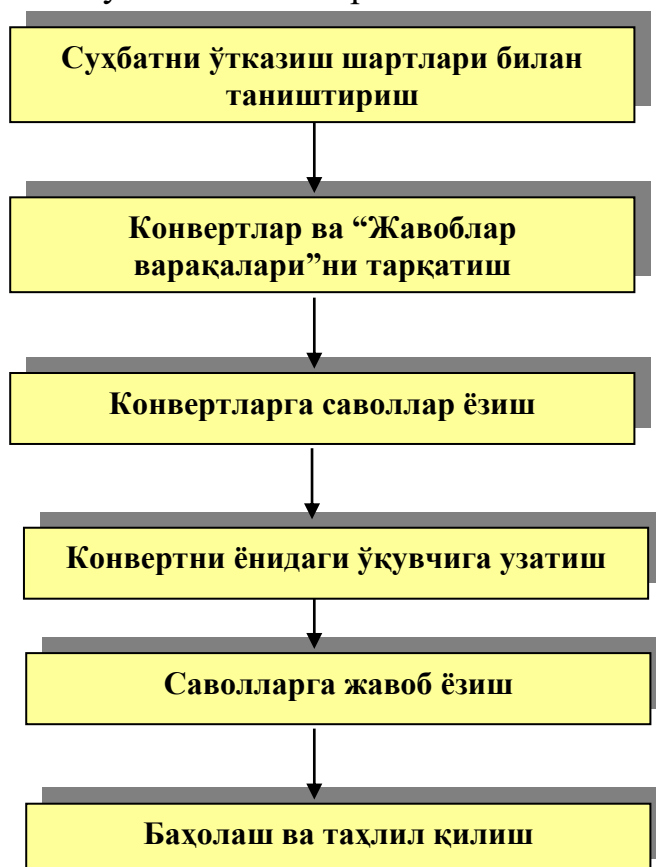 Суҳбатни ўтказиш шартлари билан
таништириш
Конвертлар ва “Жавоблар
варақалари”ни тарқатиш
Конвертларга саволлар ёзиш
Конвертни ёнидаги ўқувчига узатиш
Саволларга жавоб ёзиш
Баҳолаш ва таҳлил қилиш